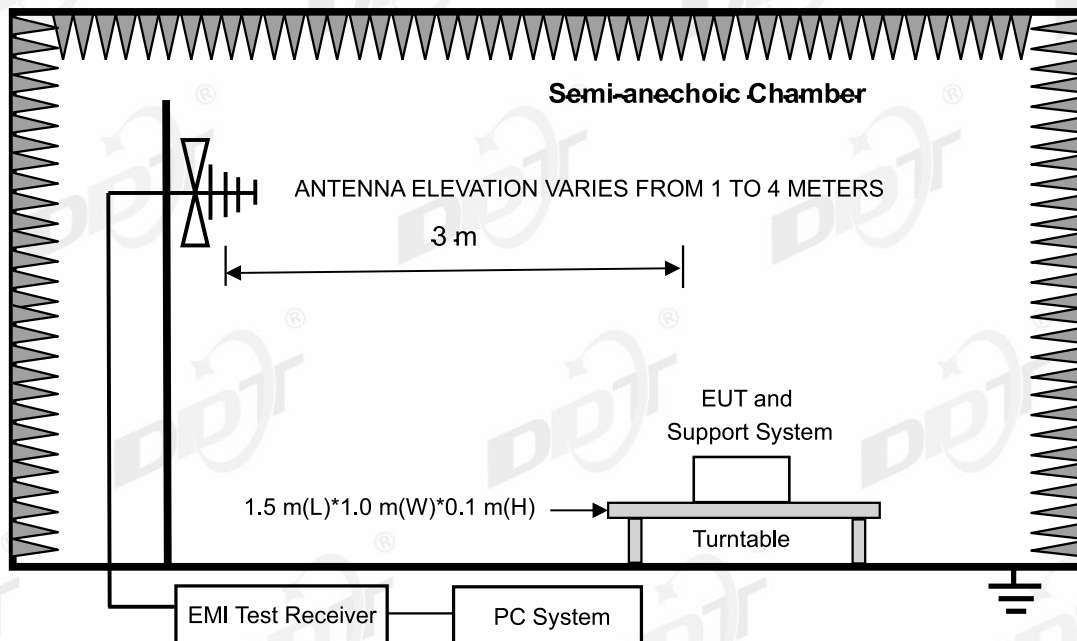 Semi-anechoic Chamber
ANTENNA ELEVATION VARIES FROM 1 TO 4 METERS
3 m
EUT and
Support System
1.5 m(L)*1.0 m(W)*0.1 m(H)
Turntable
EMI Test Receiver
PC System
DDT
®